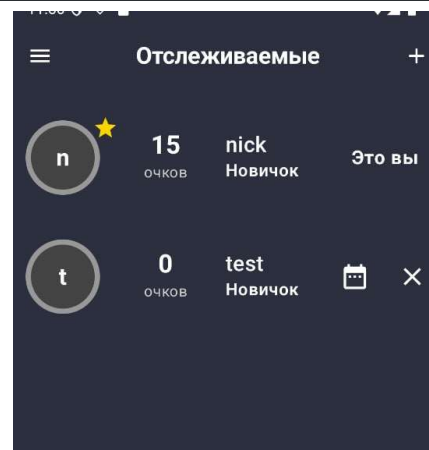 Отслеживаемые
n
15
очков
nick
Новичок
Это вы
t
0
очков
test
Новичок